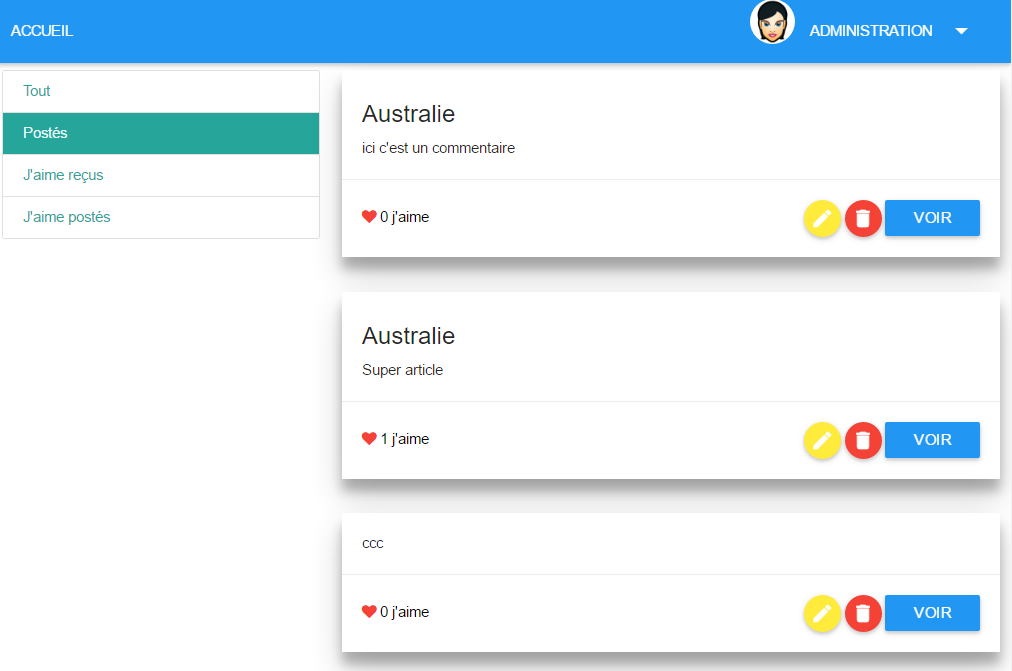 ACCUEIL
ADMINISTRATION
Tout
Postés
J'aime reçus
J'aime postés
Australie
ici c'est un commentaire
0 j'aime
VOIR
Australie
Super article
1 j'aime
VOIR
ccc
0 j'aime
VOIR